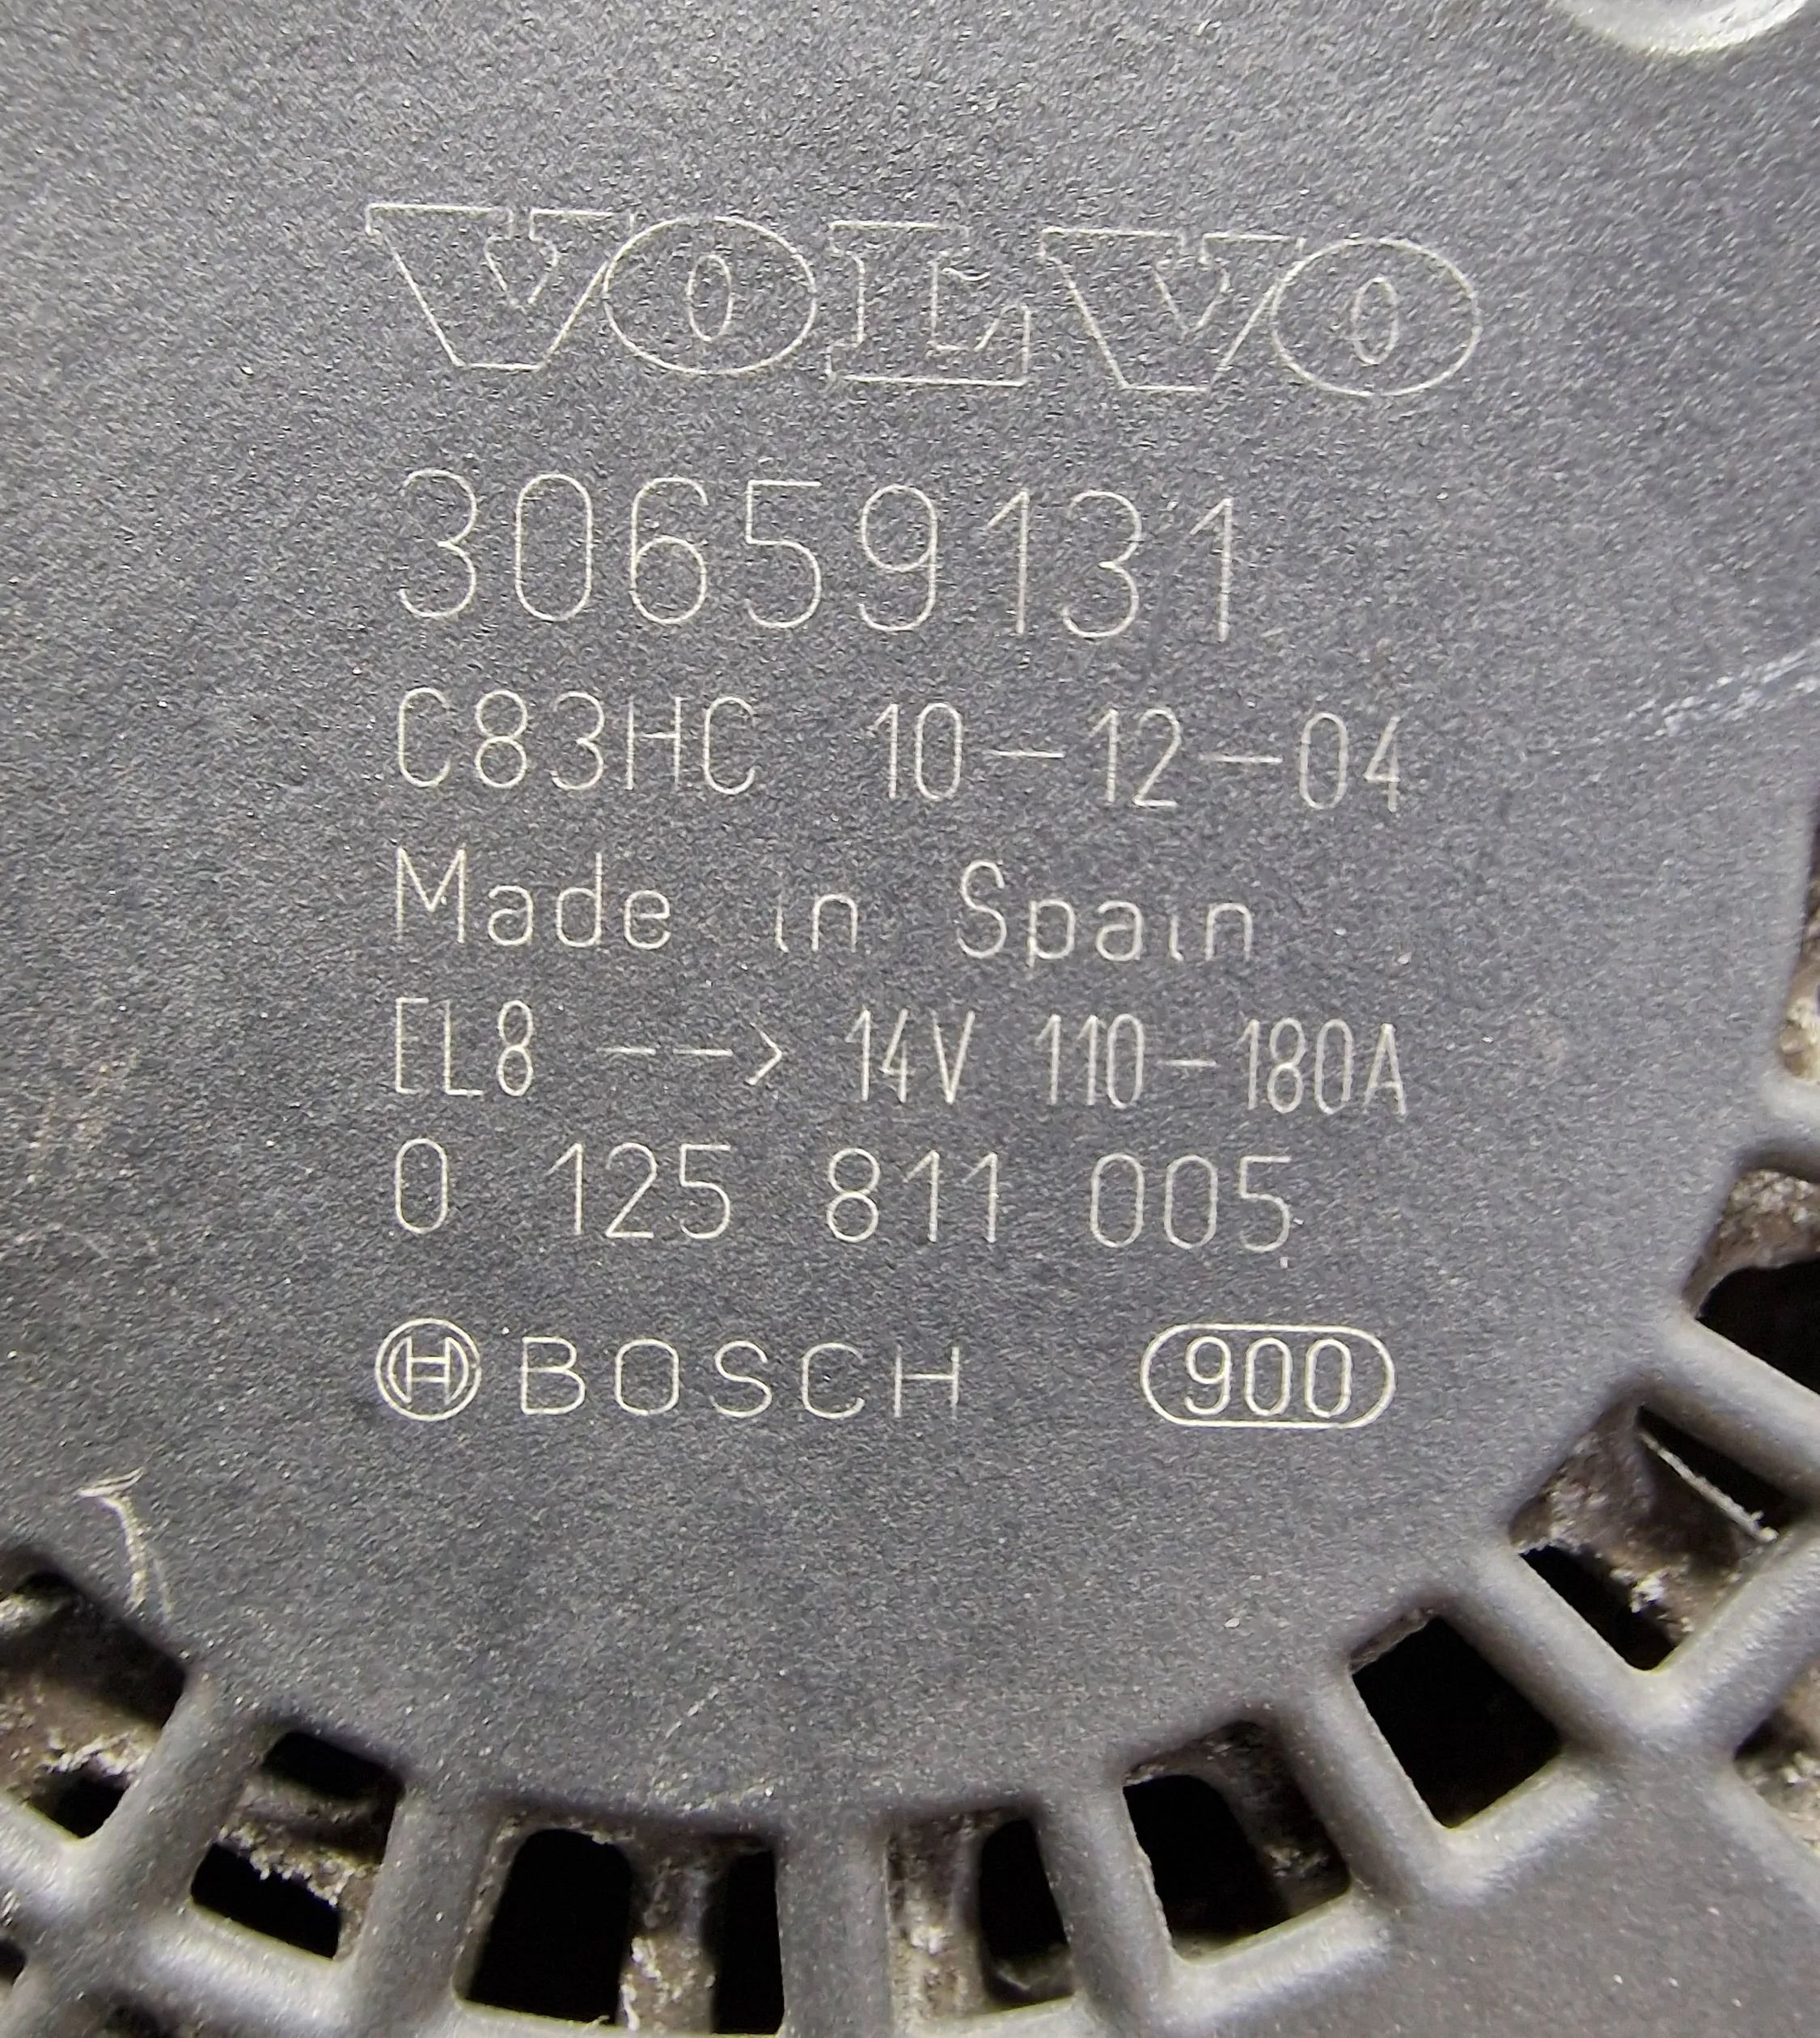 VOLVO
30659131
C83HC 10-12-04
Made in Spain
EL8 --> 14V 110-180A
0 125 811 005
BOSCH 900